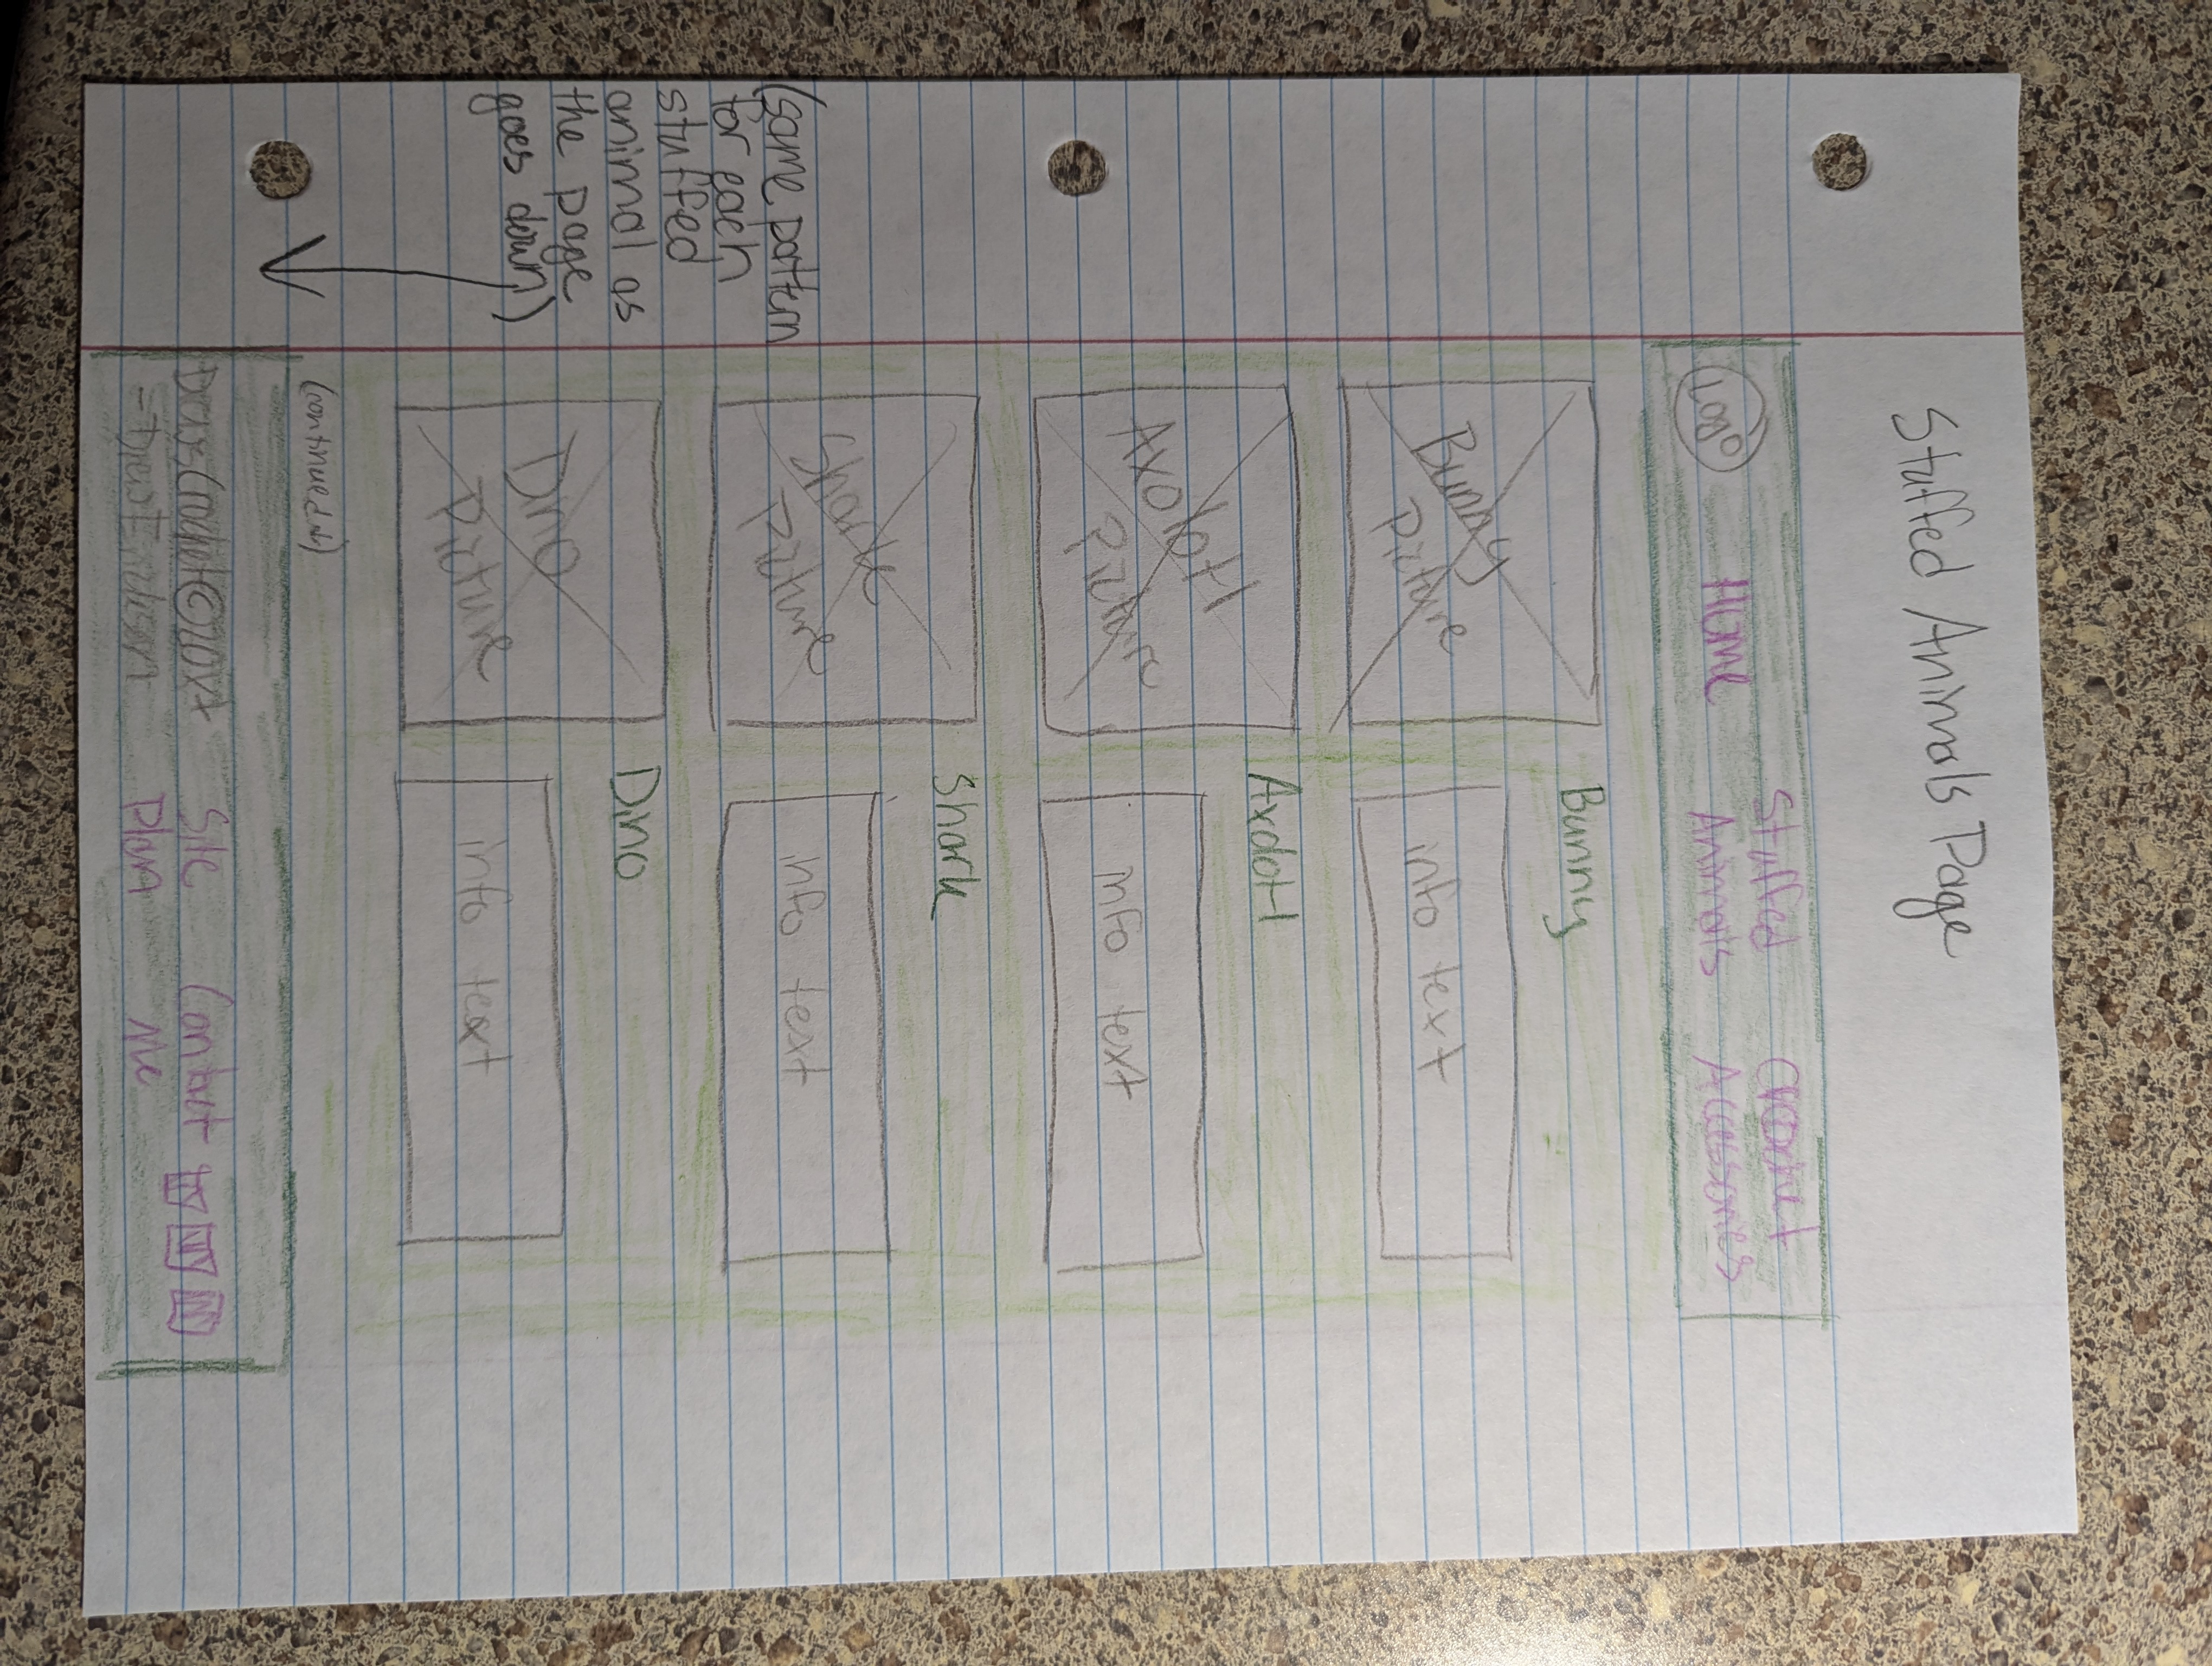 Stuffed Animals Page
Logo
Home
Stuffed
Animals
Crochet
Accessories
Bunny
Bunny
Picture
info text
Axolotl
Axolotl
Picture
info text
Shark
Shark
Picture
info text
(same pattern
for each
stuffed
animal as
the page
goes down)
Dino
Dino
Picture
info text
(continued
Drews Crochet ©
- Drew Erickson
Site
Plan
Contact
Me